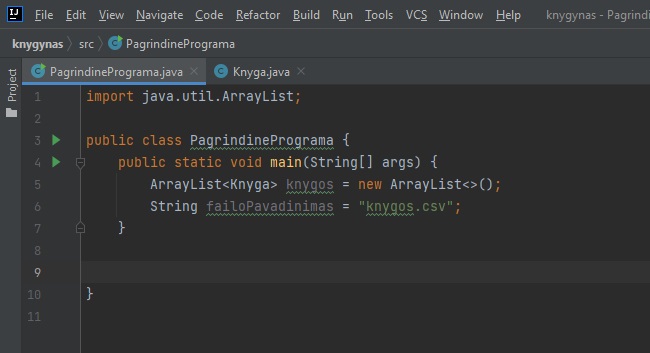 IJ File Edit View Navigate Code Refactor Build Run Tools VCS Window Help knygynas - Pagrindi
knygynas src PagrindinePrograma
PagrindinePrograma.java Knyga.java
Project
1 import java.util.ArrayList;
2
3 public class PagrindinePrograma {
4 public static void main(String[] args) {
5 ArrayList<Knyga> knygos = new ArrayList<>();
6 String failoPavadinimas = "knygos.csv";
7 }
8
9
10 }
11